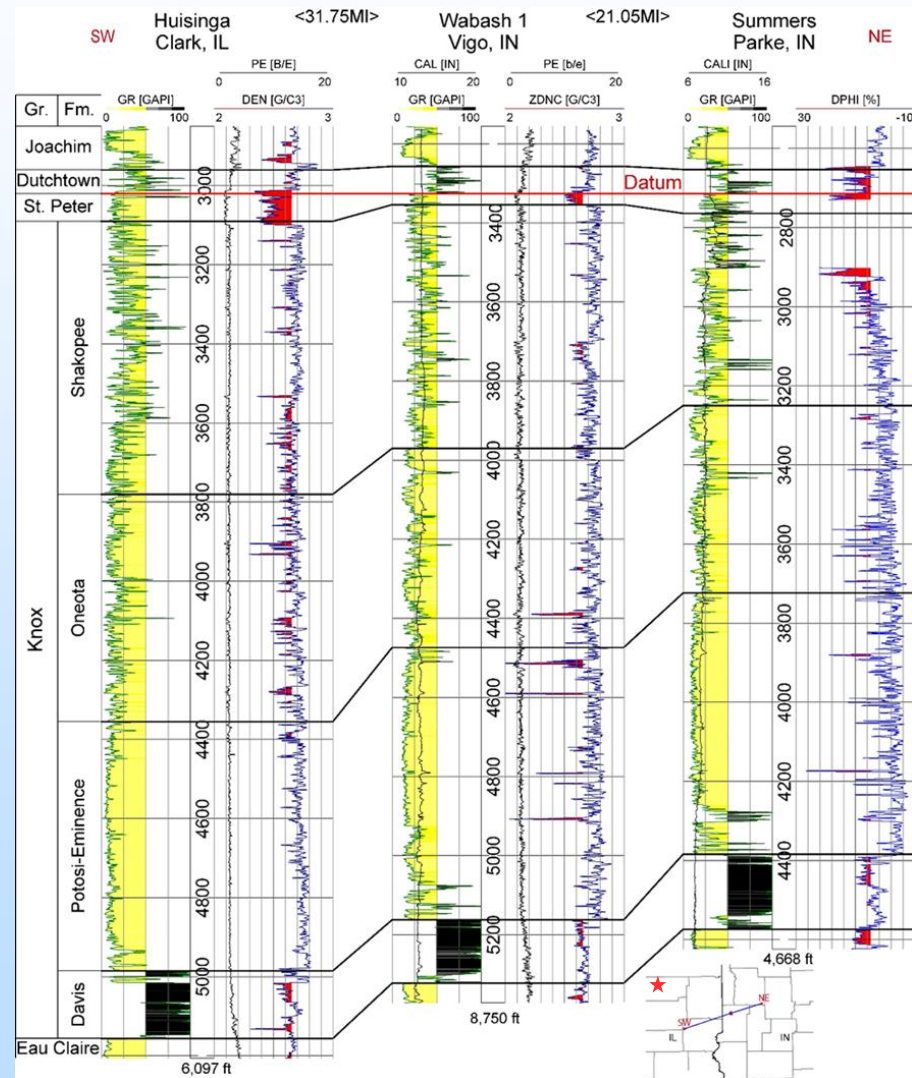 Huisinga
<31.75MI>
Wabash 1
<21.05MI>
Summers
SW
Clark, IL
Vigo, IN
Parke, IN
NE
PE [B/E]
0
20
CAL [IN]
10
20
PE [b/e]
0
20
CALI [IN]
6
16
GR [GAPI]
0
100
DEN [G/C3]
2
3
GR [GAPI]
0
100
ZDNC [G/C3]
2
3
GR [GAPI]
0
100
DPHI [%]
30
-10
Gr.
Fm.
Joachim
Dutchtown
St. Peter
Datum
Knox
Shakopee
Oneota
Potosi-Eminence
Davis
Eau Claire
3000
3200
3400
3600
3800
4000
4200
4400
4600
4800
5000
6,097 ft
3400
3600
3800
4000
4200
4400
4600
4800
5000
5200
8,750 ft
2800
3000
3200
3400
3600
3800
4000
4200
4400
4,668 ft
NE
SW
IL
IN